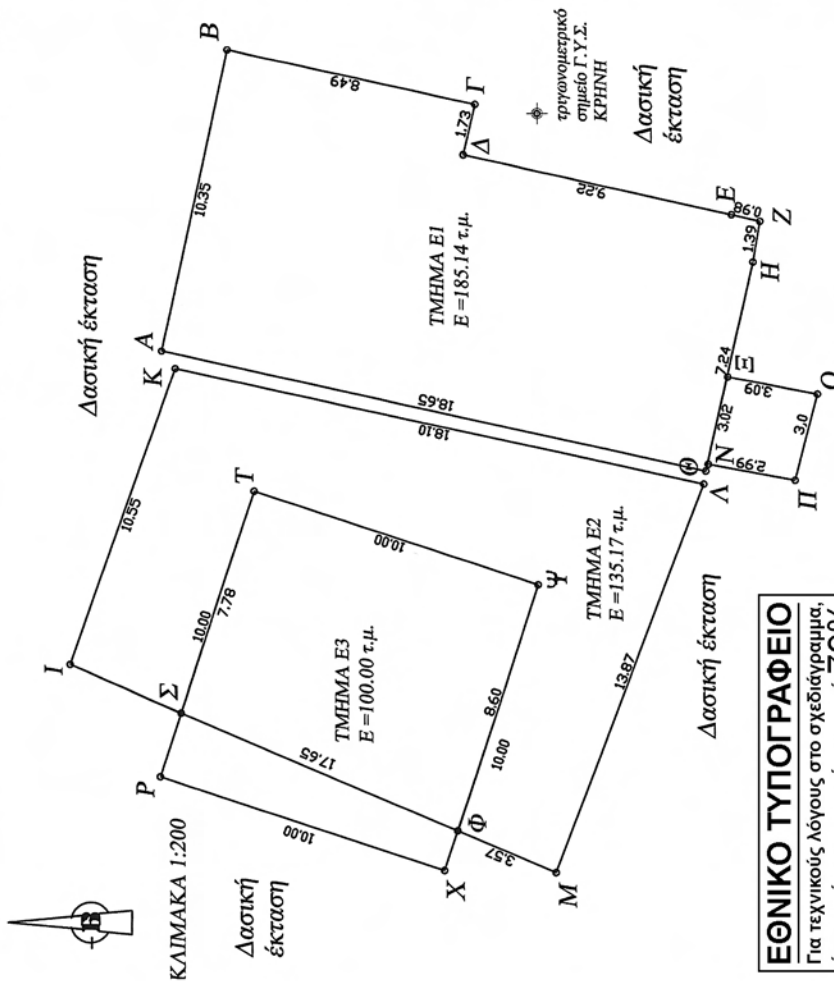 Δασική έκταση
A
B
K
10.35
8.49
1.73
Γ
Δ
τριγωνομετρικό
σημείο Γ.Υ.Σ.
ΚΡΗΝΗ
Δασική
έκταση
9.22
E
0.98
Z
1.39
H
7.24
Ξ
3.09
O
3.02
N
Θ
2.99
3.0
Π
Λ
ΤΜΗΜΑ Ε1
Ε =185.14 τ.μ.
18.65
18.10
10.55
I
T
10.00
7.78
Σ
P
10.00
Ψ
ΤΜΗΜΑ Ε2
Ε =135.17 τ.μ.
ΤΜΗΜΑ Ε3
Ε =100.00 τ.μ.
17.65
8.60
10.00
13.87
Φ
3.57
10.00
X
M
Δασική έκταση
ΚΛΙΜΑΚΑ 1:200
Δασική
έκταση
ΕΘΝΙΚΟ ΤΥΠΟΓΡΑΦΕΙΟ
Για τεχνικούς λόγους στο σχεδιάγραμμα,